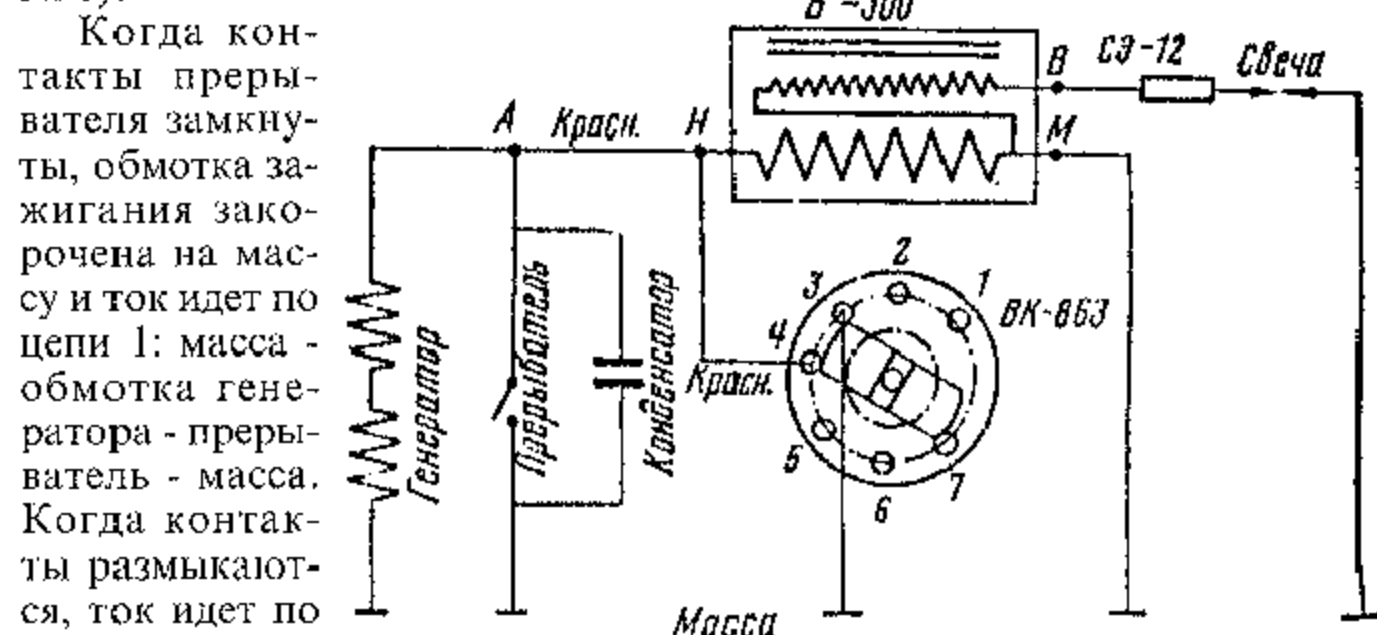 Когда кон-
такты преры-
вателя замкну-
ты, обмотка за-
жигания зако-
рочена на мас-
су и ток идет по
цепи 1: масса -
обмотка гене-
ратора - преры-
ватель - масса.
Когда контак-
ты размыкают-
ся, ток идет по
В -300
В
СЭ-12
Свеча
А
Красн.
Н
М
Генератор
Прерыватель
Конденсатор
Красн.
ВК-863
1
2
3
4
5
6
7
Масса